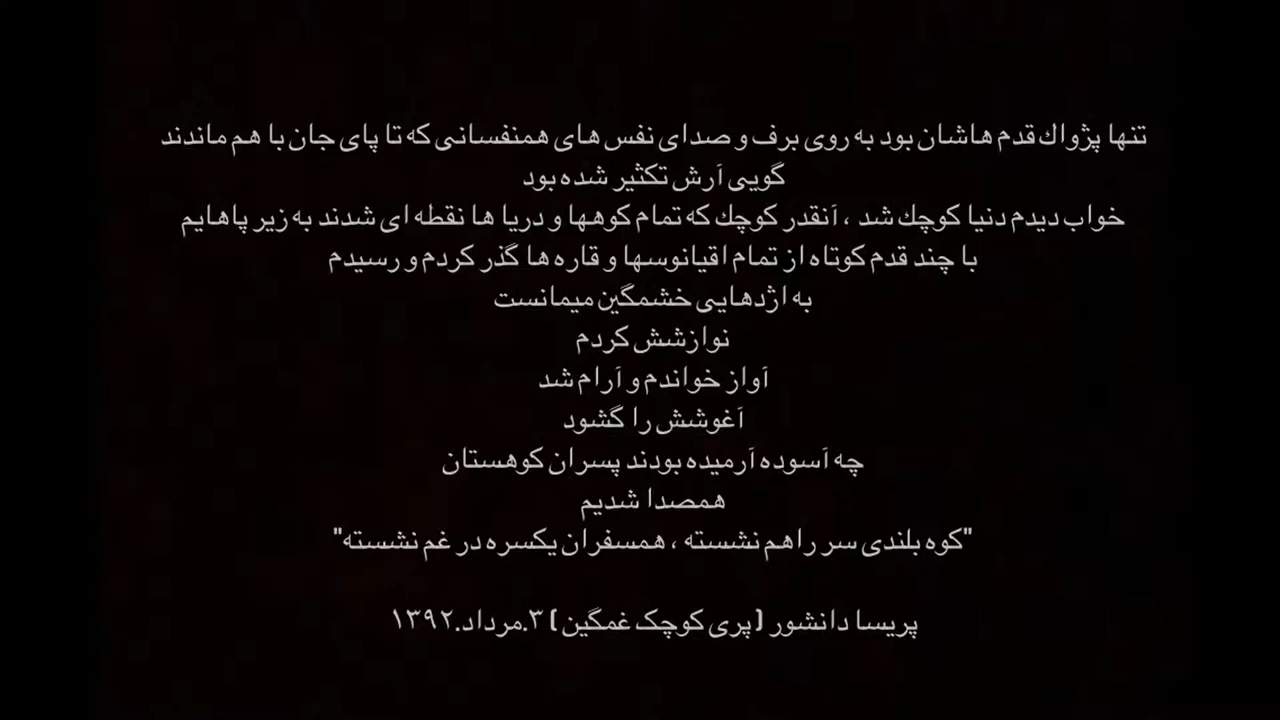 تنها پژواك قدم هاشان بود به روی برف و صدای نفس های همنفسانی که تا پای جان با هم ماندند
گویی آرش تکثیر شده بود
خواب دیدم دنیا کوچك شد ، آنقدر کوچك که تمام کوهها و دریا ها نقطه ای شدند به زیر پاهایم
با چند قدم کوتاه از تمام اقیانوسها و قاره ها گذر کردم و رسیدم
به اژدهایی خشمگین میمانست
نوازشش کردم
آواز خواندم و آرام شد
آغوشش را گشود
چه آسوده آرمیده بودند پسران کوهستان
همصدا شدیم
"کوه بلندی سر راهم نشسته ، همسفران یکسره در غم نشسته"
پریسا دانشور ( پری کوچک غمگین ) ۳.مرداد.۱۳۹۲